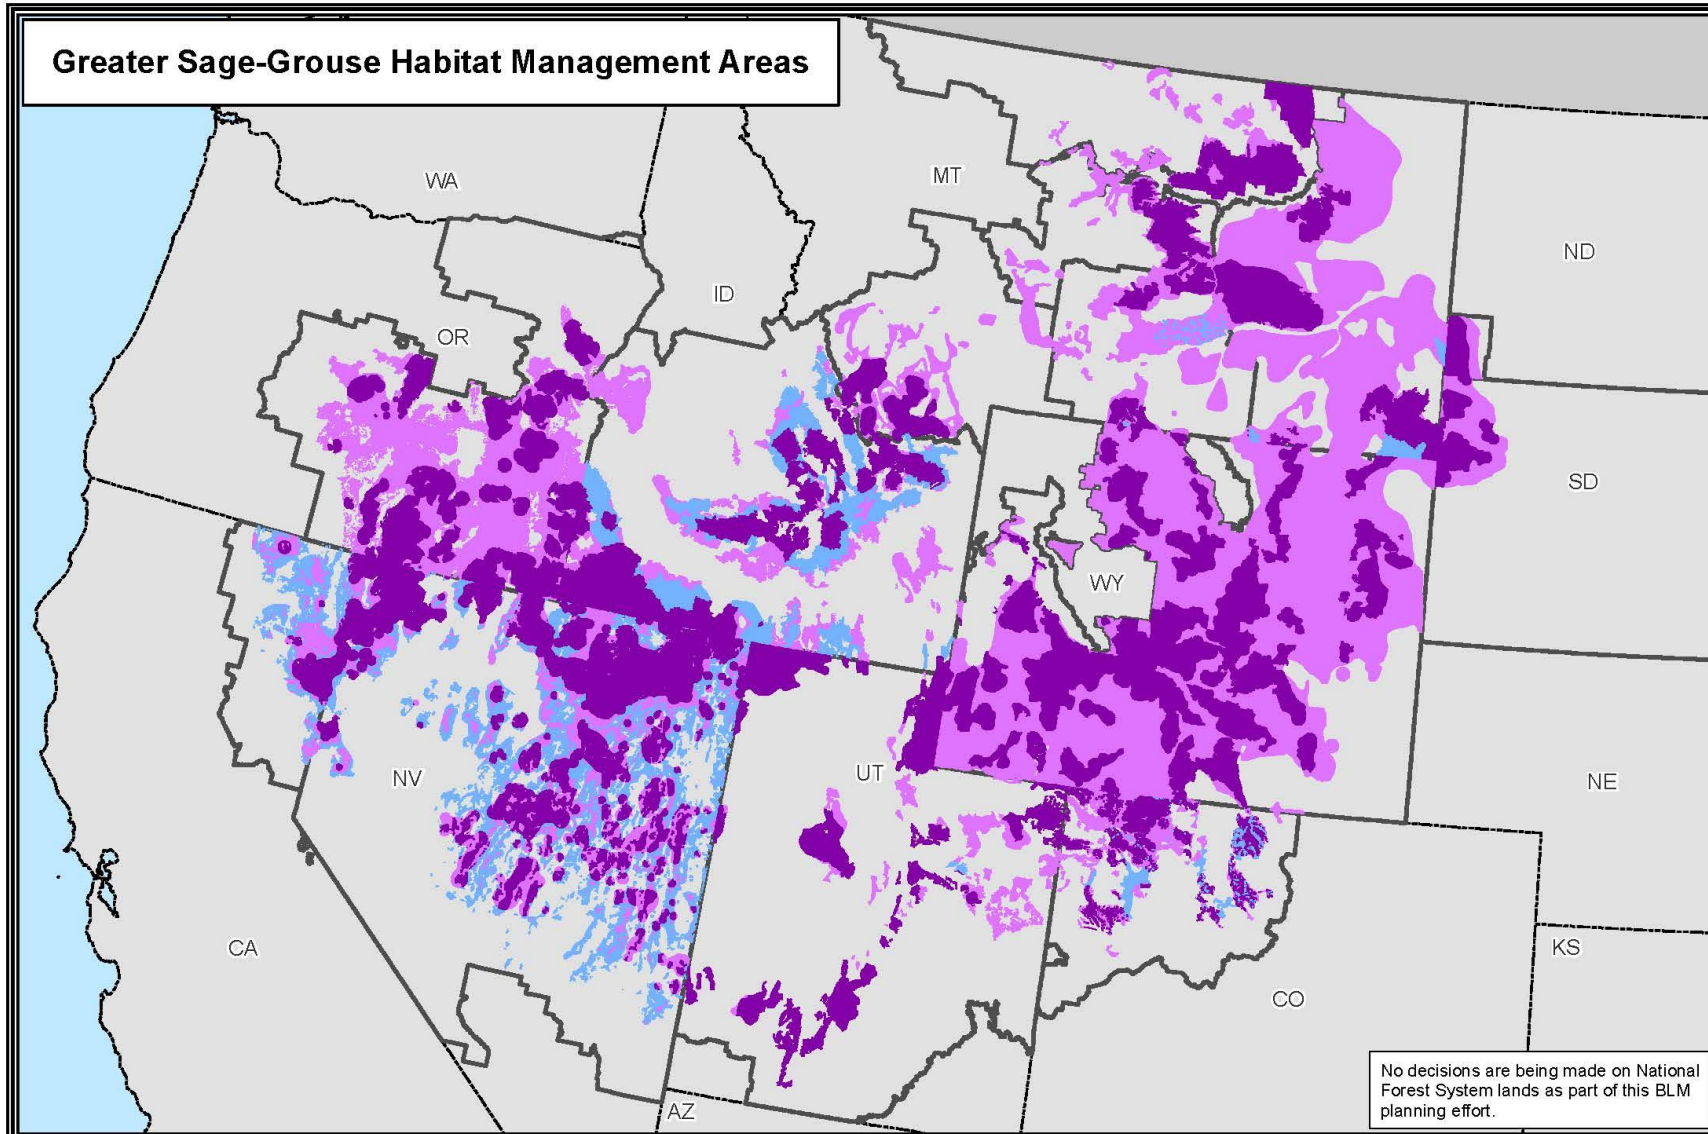 Greater Sage-Grouse Habitat Management Areas
WA
MT
ND
ID
OR
SD
WY
NV
UT
NE
CA
KS
CO
AZ
No decisions are being made on National
Forest System lands as part of this BLM
planning effort.